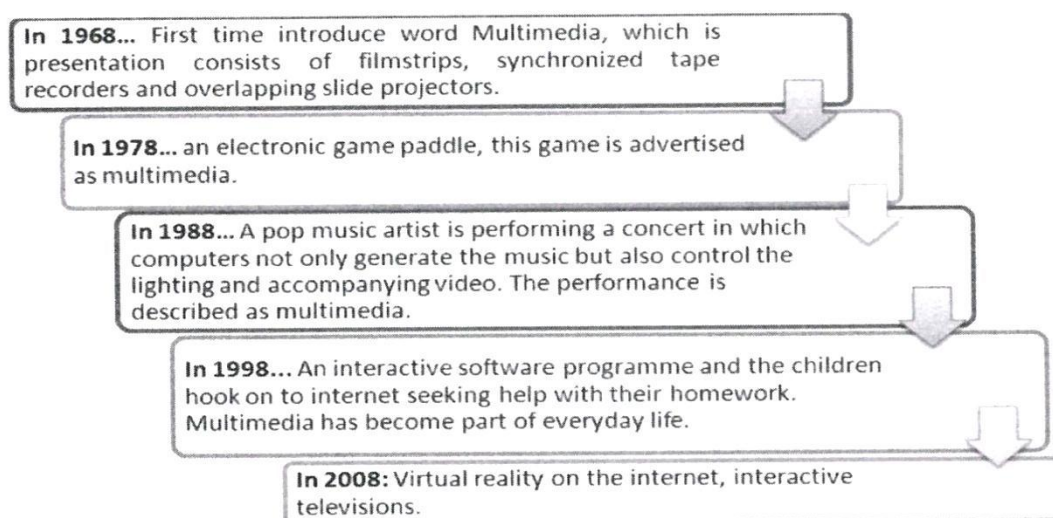 In 1968... First time introduce word Multimedia, which is
presentation consists of filmstrips, synchronized tape
recorders and overlapping slide projectors.
In 1978... an electronic game paddle, this game is advertised
as multimedia.
In 1988... A pop music artist is performing a concert in which
computers not only generate the music but also control the
lighting and accompanying video. The performance is
described as multimedia.
In 1998... An interactive software programme and the children
hook on to internet seeking help with their homework.
Multimedia has become part of everyday life.
In 2008: Virtual reality on the internet, interactive
televisions.